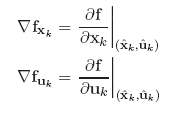 ∇f_{x_k} = ∂f/∂x_k |_{(x̂_k, û_k)}
∇f_{u_k} = ∂f/∂u_k |_{(x̂_k, û_k)}